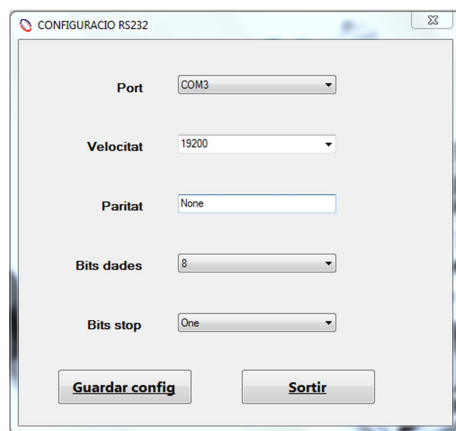 CONFIGURACIO RS232
Port COM3
Velocitat 19200
Paritat None
Bits dades 8
Bits stop One
Guardar config Sortir